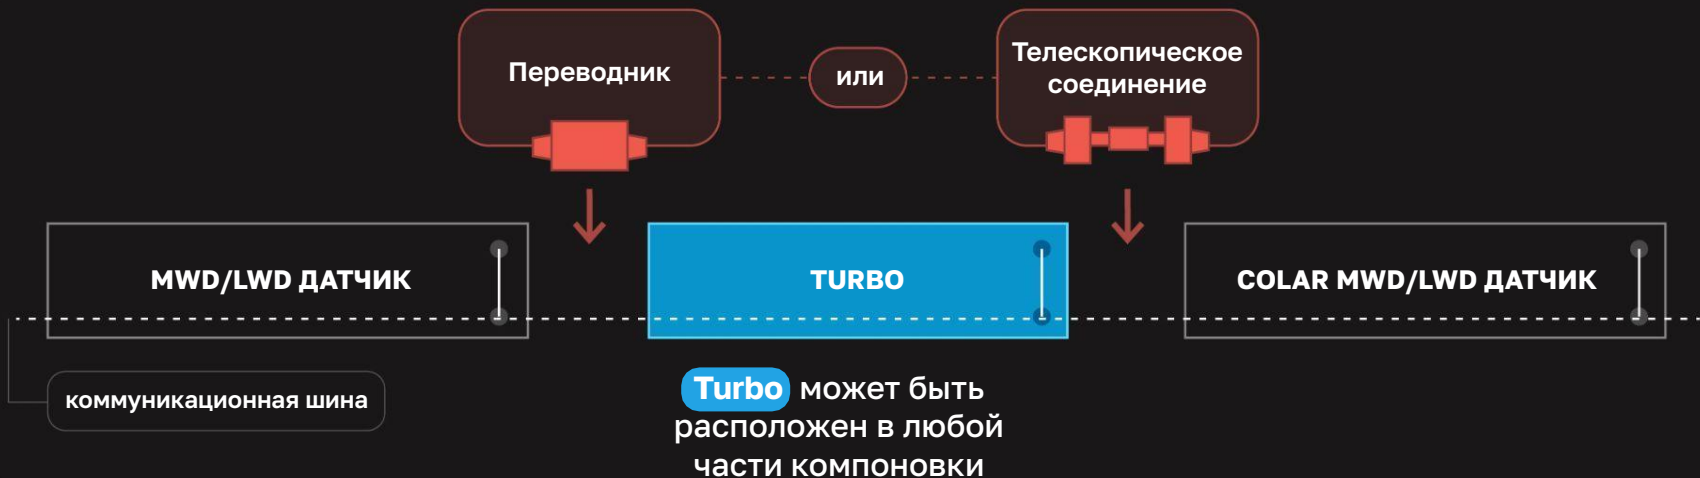 Переводник
или
Телескопическое
соединение
MWD/LWD ДАТЧИК
TURBO
COLAR MWD/LWD ДАТЧИК
коммуникационная шина
Turbo может быть
расположен в любой
части компоновки